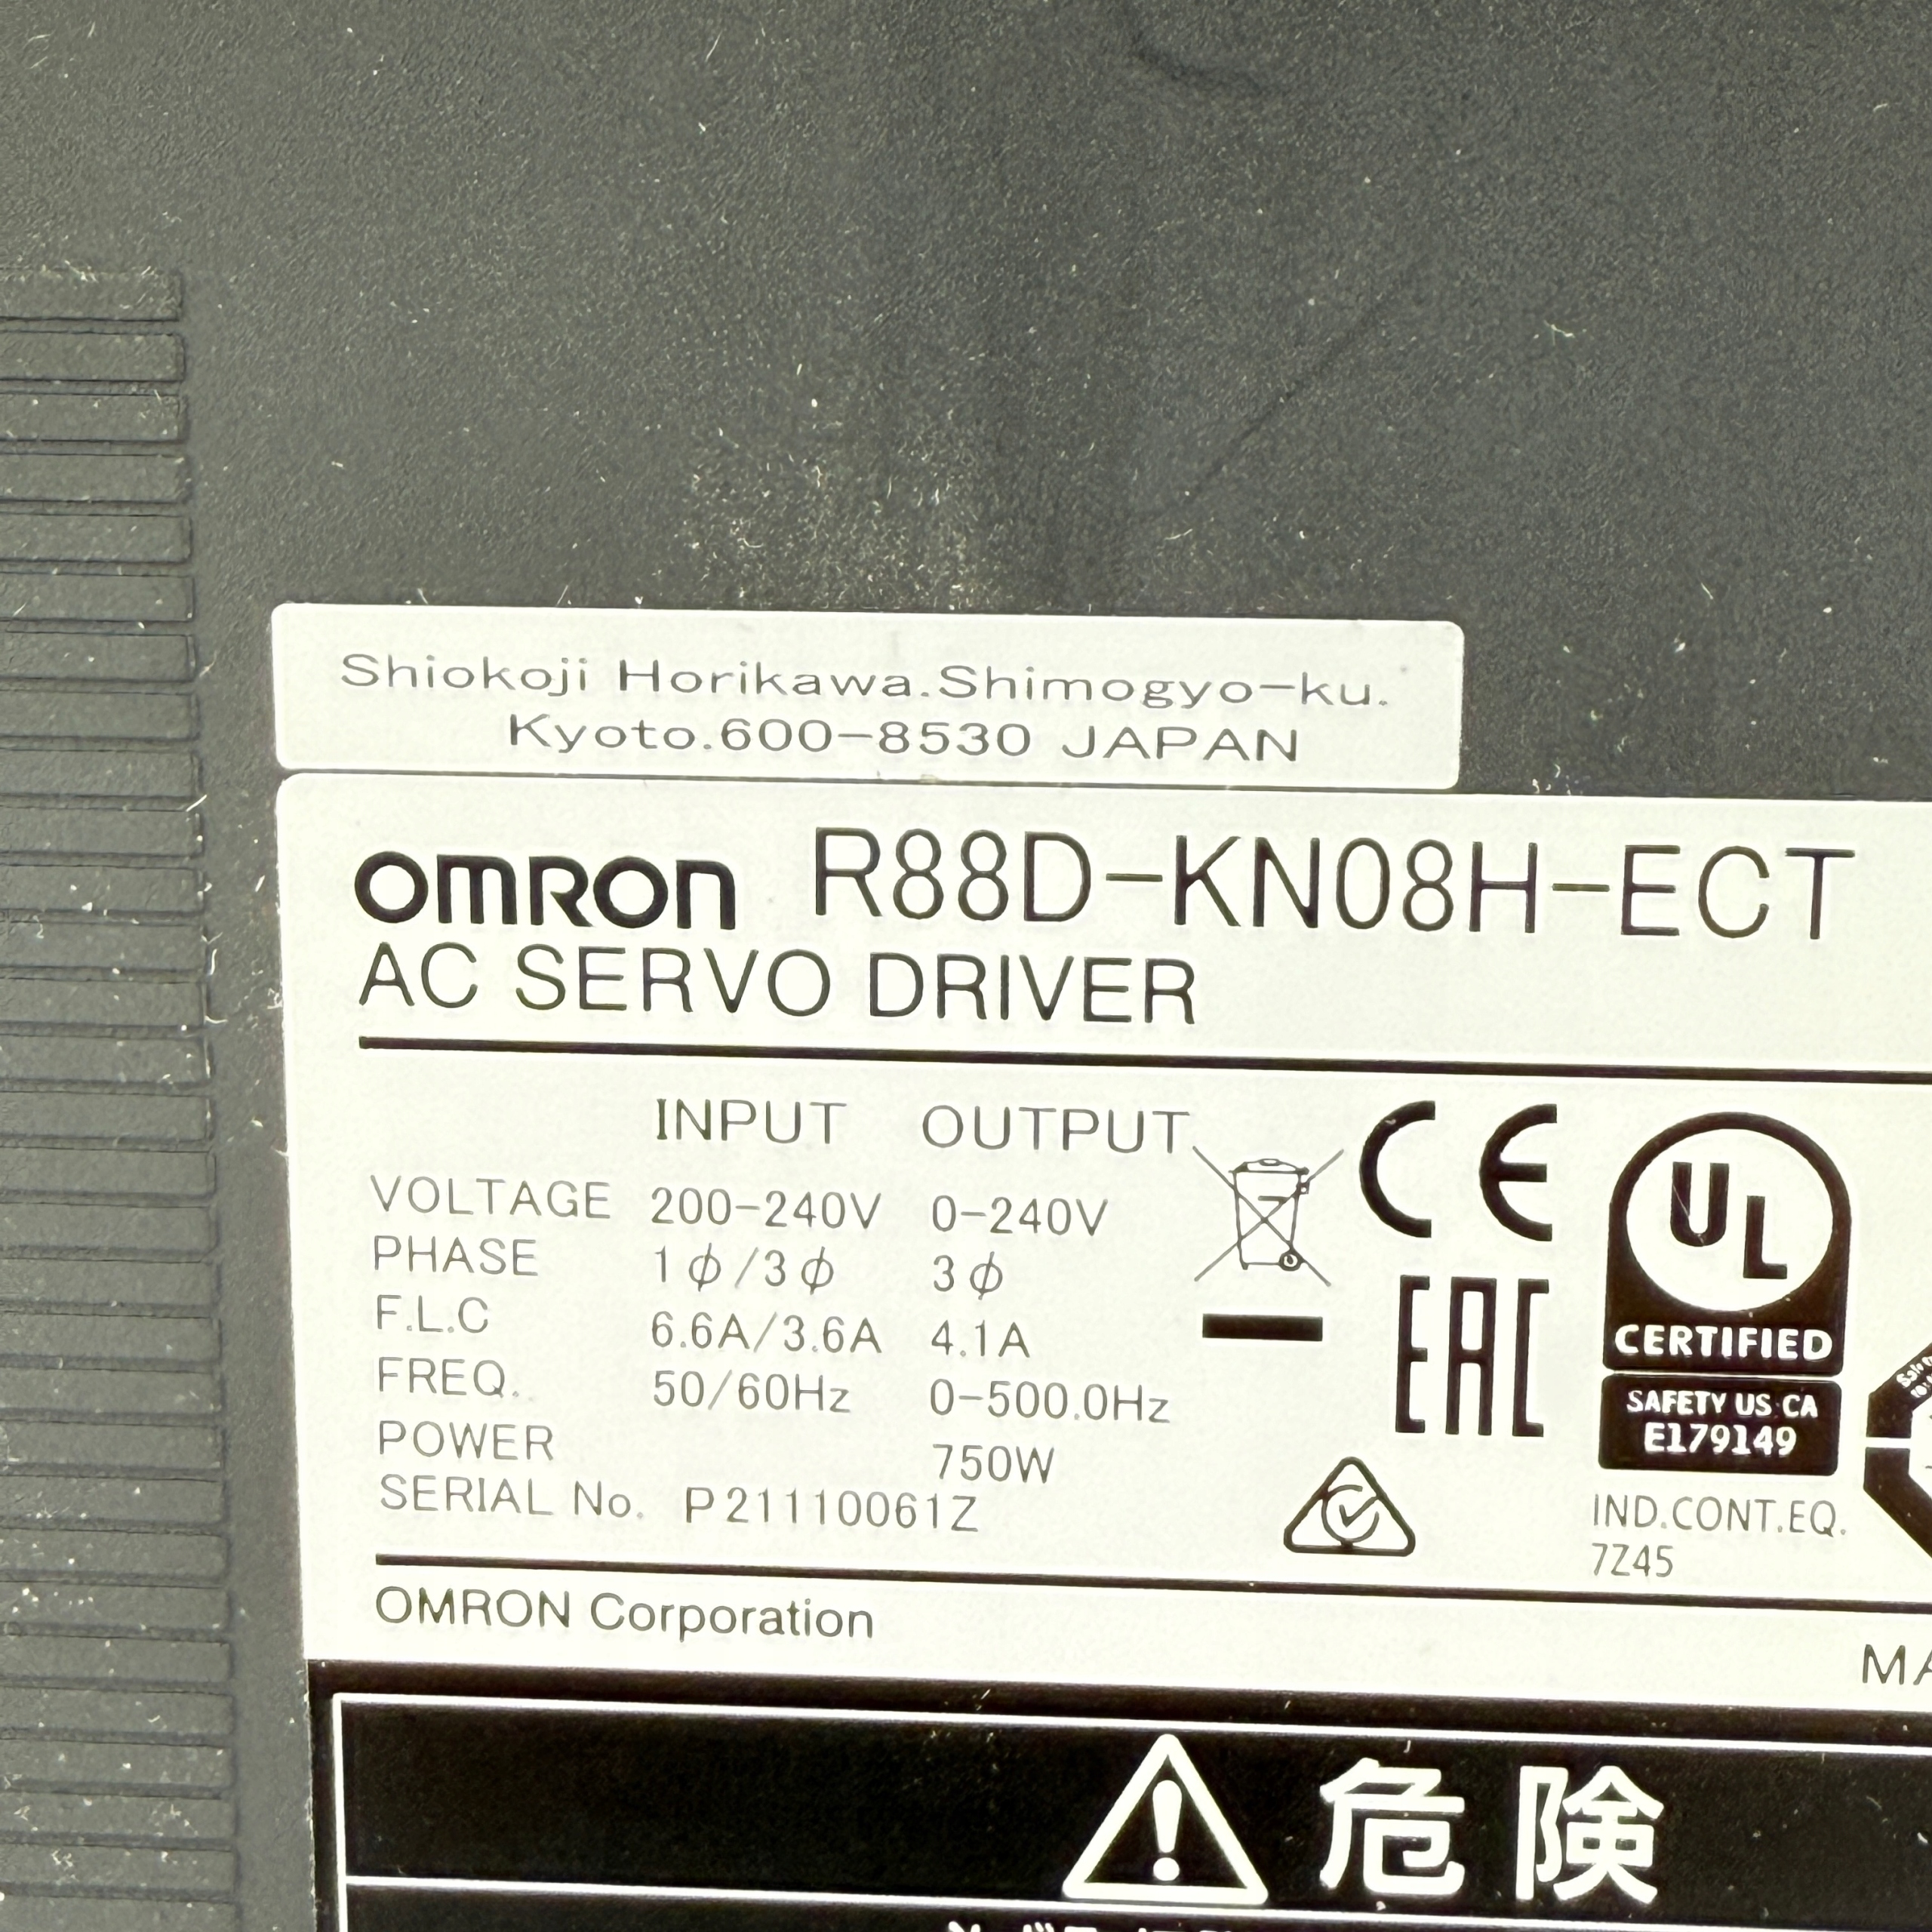 Shiokoji Horikawa.Shimogyo-ku.
Kyoto.600-8530 JAPAN
OMRON R88D-KN08H-ECT
AC SERVO DRIVER
INPUT OUTPUT
VOLTAGE 200-240V 0-240V
PHASE 1ϕ/3ϕ 3ϕ
F.L.C 6.6A/3.6A 4.1A
FREQ. 50/60Hz 0-500.0Hz
POWER 750W
SERIAL No. P21110061Z
CE
EAC
UL
CERTIFIED
SAFETY US CA
E179149
IND.CONT.EQ.
7Z45
OMRON Corporation
MA
危険